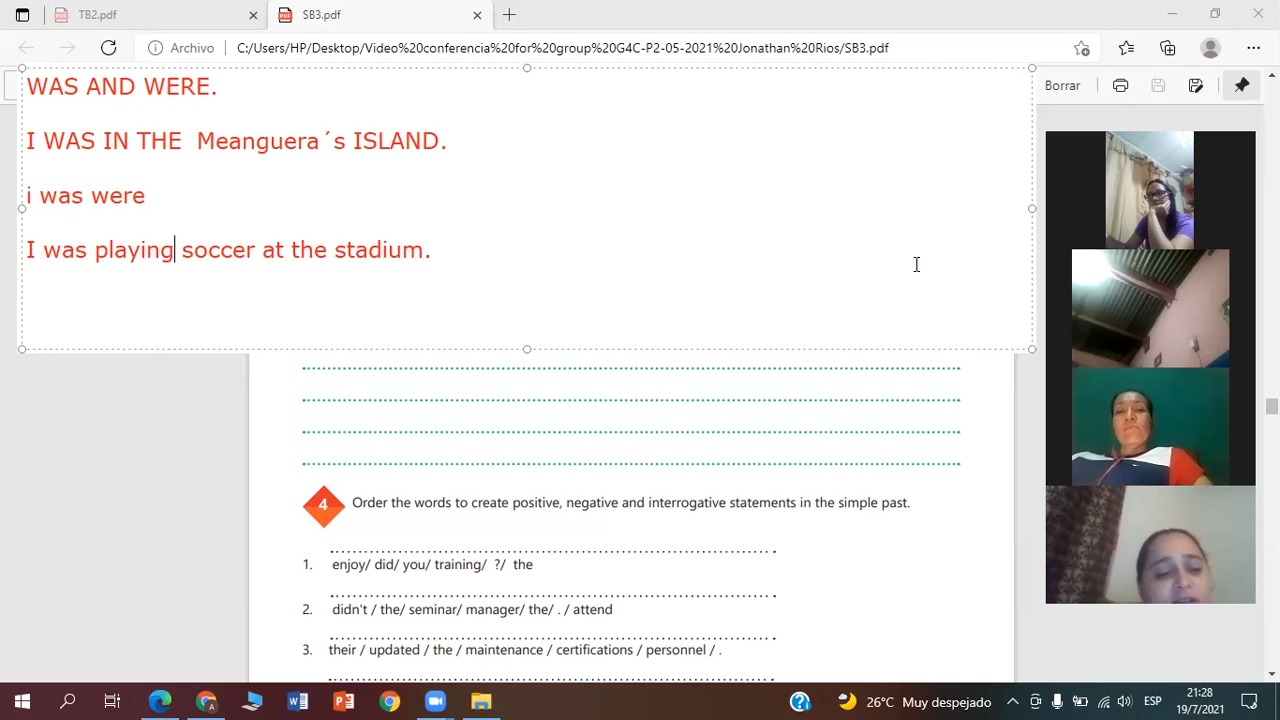 TB2.pdf
SB3.pdf
Archivo
C:/Users/HP/Desktop/Video%20conferencia%20for%20group%20G4C-P2-05-2021%20Jonathan%20Rios/SB3.pdf
Borrar
WAS AND WERE.
I WAS IN THE  Meanguera´s ISLAND.
i was were
I was playing soccer at the stadium.
4 Order the words to create positive, negative and interrogative statements in the simple past.
1. enjoy/ did/ you/ training/ ?/ the
2. didn't / the/ seminar/ manager/ the/ . / attend
3. their / updated / the / maintenance / certifications / personnel / .
26°C Muy despejado
ESP
21:28
19/7/2021